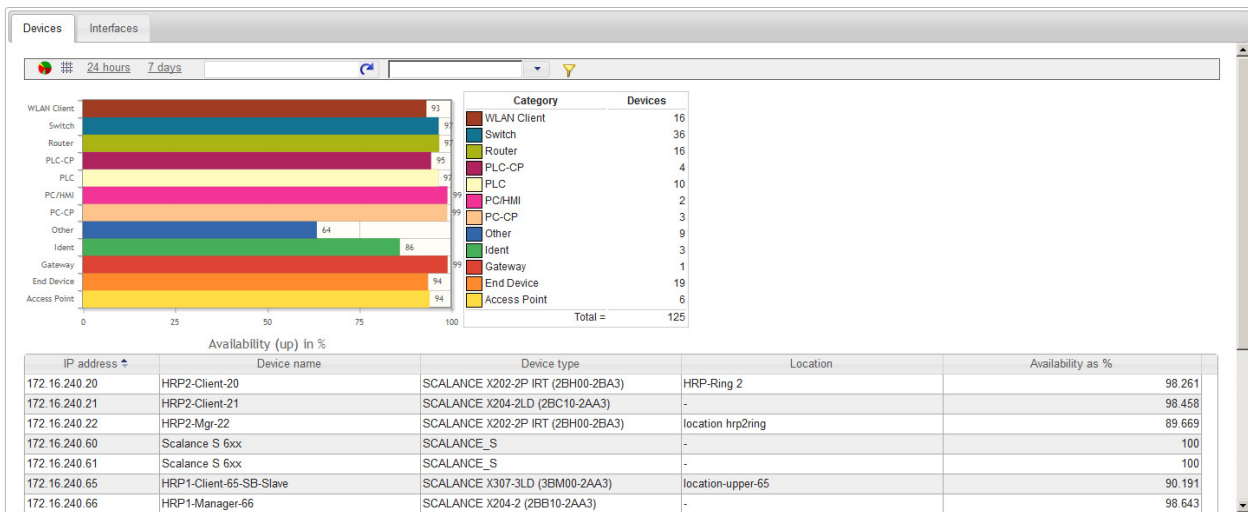 Devices Interfaces
24 hours 7 days
WLAN Client 93
Switch 97
Router 97
PLC-CP 95
PLC 97
PC/HMI 99
PC-CP 99
Other 64
Ident 86
Gateway 99
End Device 94
Access Point 94
0 25 50 75 100
Availability (up) in %
Category Devices
WLAN Client 16
Switch 36
Router 16
PLC-CP 4
PLC 10
PC/HMI 2
PC-CP 3
Other 9
Ident 3
Gateway 1
End Device 19
Access Point 6
Total = 125
IP address Device name Device type Location Availability as %
172.16.240.20 HRP2-Client-20 SCALANCE X202-2P IRT (2BH00-2BA3) HRP-Ring 2 98.261
172.16.240.21 HRP2-Client-21 SCALANCE X204-2LD (2BC10-2AA3) - 98.458
172.16.240.22 HRP2-Mgr-22 SCALANCE X202-2P IRT (2BH00-2BA3) location hrp2ring 89.669
172.16.240.60 Scalance S 6xx SCALANCE_S - 100
172.16.240.61 Scalance S 6xx SCALANCE_S - 100
172.16.240.65 HRP1-Client-65-SB-Slave SCALANCE X307-3LD (3BM00-2AA3) location-upper-65 90.191
172.16.240.66 HRP1-Manager-66 SCALANCE X204-2 (2BB10-2AA3) - 98.643